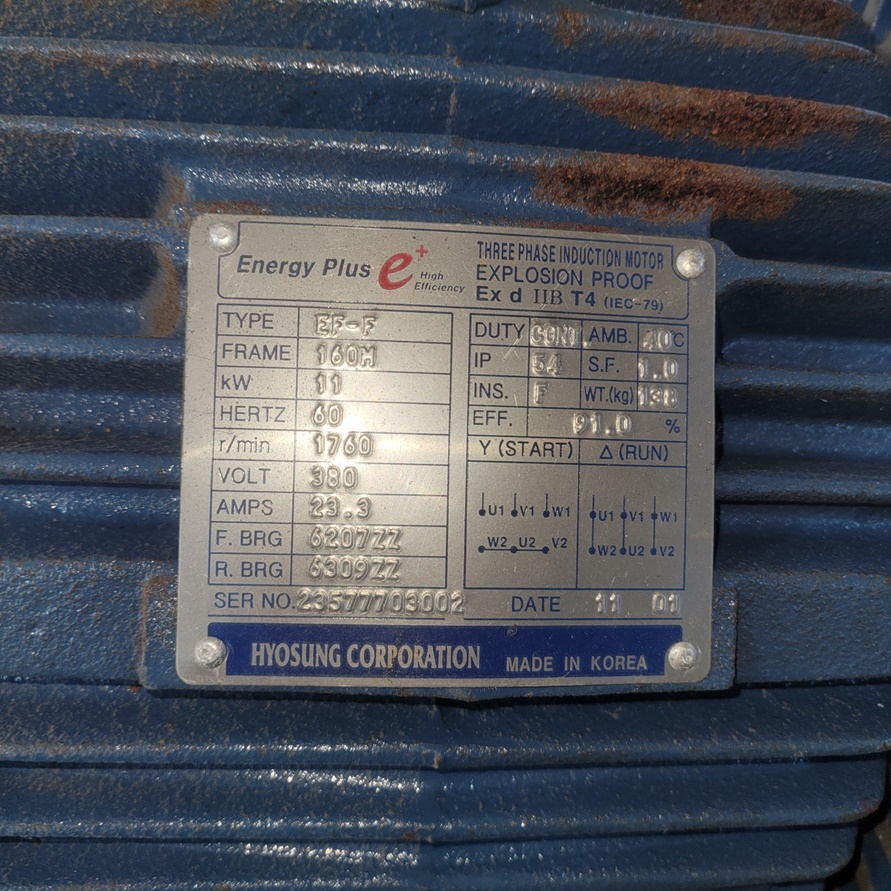 Energy Plus e+ High Efficiency
THREE PHASE INDUCTION MOTOR
EXPLOSION PROOF
Ex d IIB T4 (IEC-79)
TYPE EF-F
FRAME 160M
kW 11
HERTZ 60
r/min 1760
VOLT 380
AMPS 23.3
F. BRG 6207ZZ
R. BRG 6309ZZ
DUTY CONT. AMB. 40°C
IP 54 S.F. 1.0
INS. F WT.(kg) 138
EFF. 91.0 %
Y (START) △ (RUN)
U1 V1 W1 U1 V1 W1
W2 U2 V2 W2 U2 V2
SER NO. 23577703002 DATE 11 01
HYOSUNG CORPORATION MADE IN KOREA